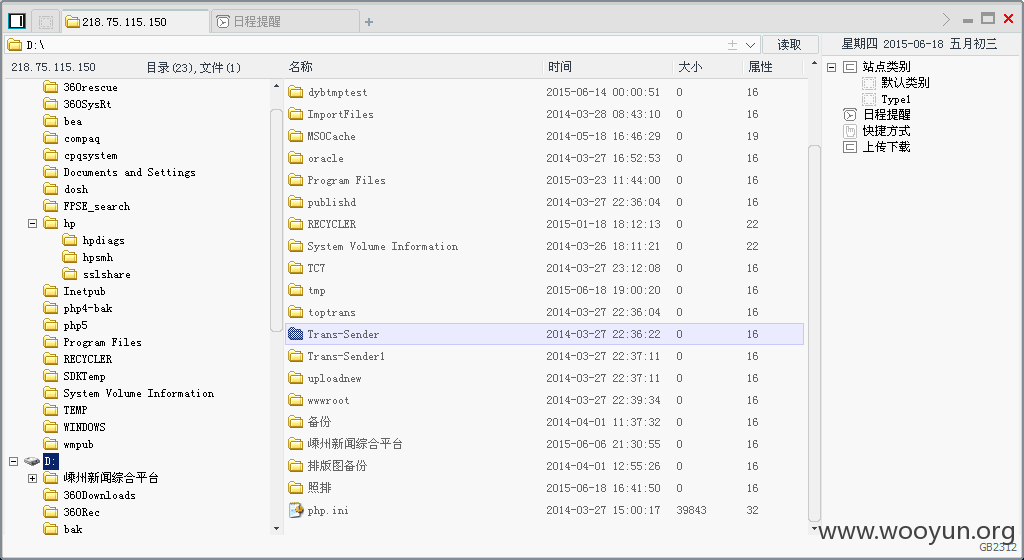 218.75.115.150
日程提醒
D:\
读取
星期四 2015-06-18 五月初三
218.75.115.150 目录(23),文件(1)
360rescue
360SysRt
bea
compaq
cpqsystem
Documents and Settings
dosh
FPSE_search
hp
hpdiags
hpsmh
sslshare
Inetpub
php4-bak
php5
Program Files
RECYCLER
SDKTemp
System Volume Information
TEMP
WINDOWS
wmpub
D:
嵊州新闻综合平台
360Downloads
360Rec
bak
名称 时间 大小 属性
dybtmptest 2015-06-14 00:00:51 0 16
ImportFiles 2014-03-28 08:43:10 0 16
MSOCache 2014-05-18 16:46:29 0 19
oracle 2014-03-27 16:52:53 0 16
Program Files 2015-03-23 11:44:00 0 16
publishd 2014-03-27 22:36:04 0 16
RECYCLER 2015-01-18 18:12:13 0 22
System Volume Information 2014-03-26 18:11:21 0 22
TC7 2014-03-27 23:12:08 0 16
tmp 2015-06-18 19:00:20 0 16
toptrans 2014-03-27 22:36:04 0 16
Trans-Sender 2014-03-27 22:36:22 0 16
Trans-Sender1 2014-03-27 22:37:11 0 16
uploadnew 2014-03-27 22:37:11 0 16
wwwroot 2014-03-27 22:39:34 0 16
备份 2014-04-01 11:37:32 0 16
嵊州新闻综合平台 2015-06-06 21:30:55 0 16
排版图备份 2014-04-01 12:55:26 0 16
照排 2015-06-18 16:41:50 0 16
php.ini 2014-03-27 15:00:17 39843 32
站点类别
默认类别
Type1
日程提醒
快捷方式
上传下载
www.wooyun.org
GB2312